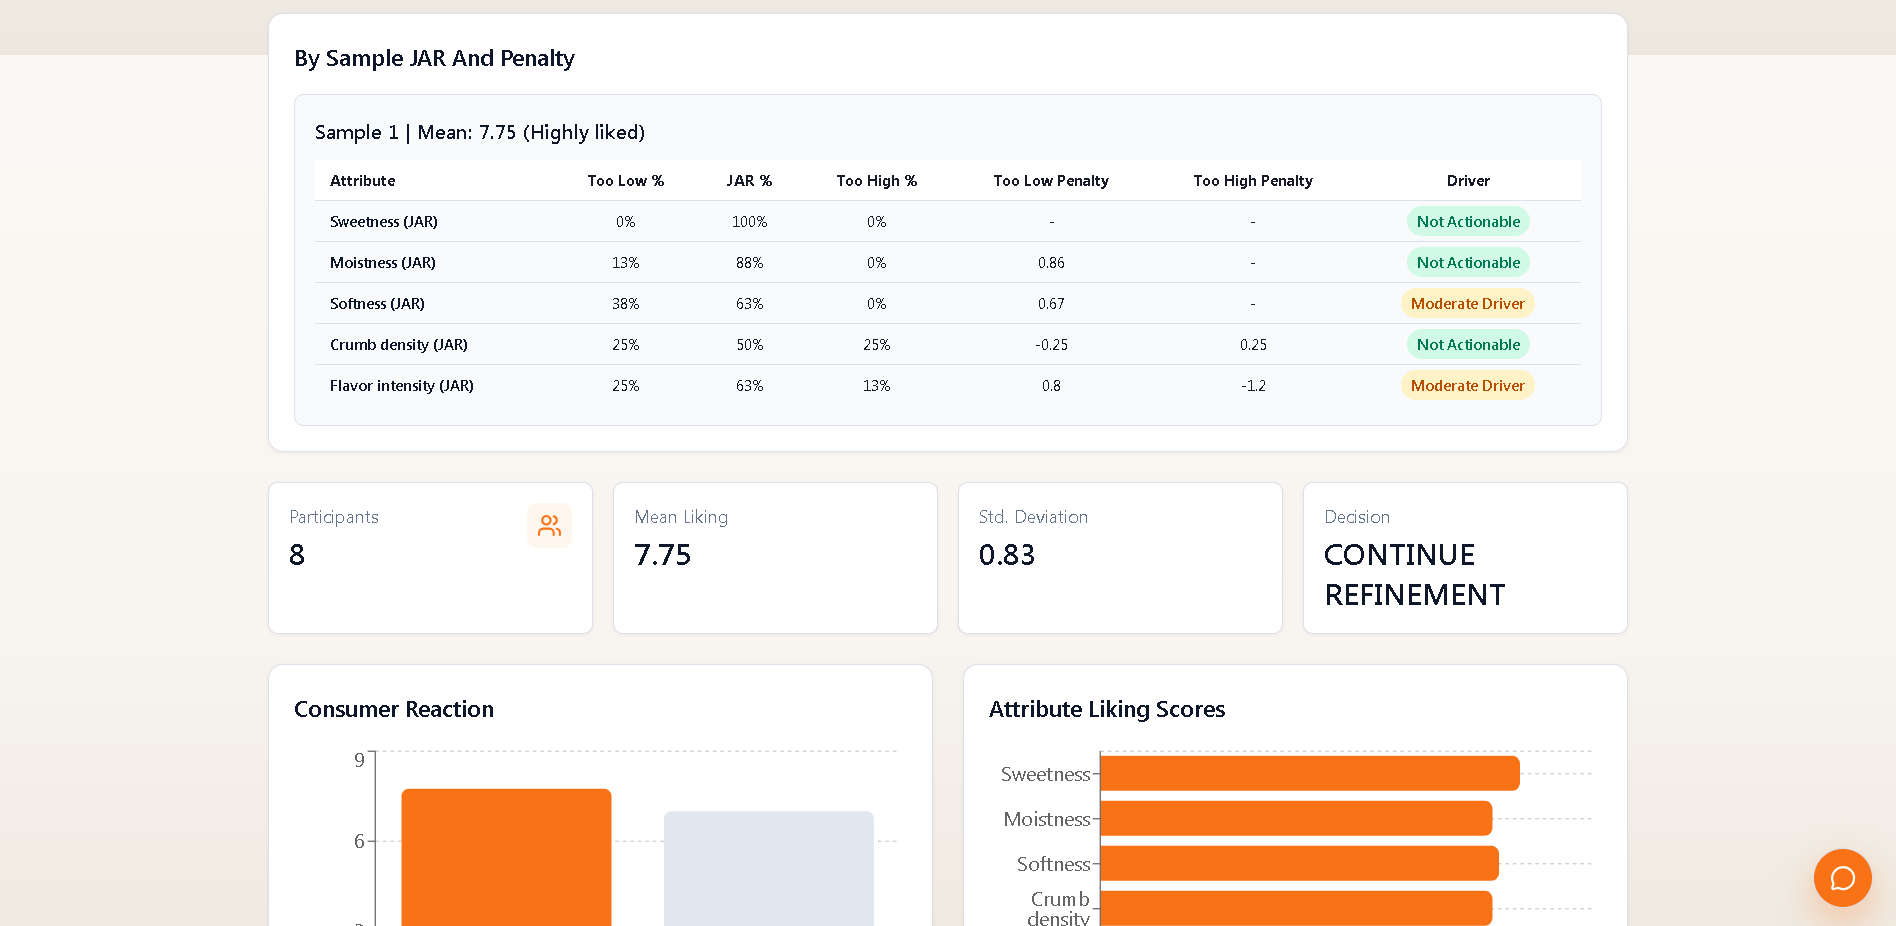 By Sample JAR And Penalty
Sample 1 | Mean: 7.75 (Highly liked)
Attribute Too Low % JAR % Too High % Too Low Penalty Too High Penalty Driver
Sweetness (JAR) 0% 100% 0% - - Not Actionable
Moistness (JAR) 13% 88% 0% 0.86 - Not Actionable
Softness (JAR) 38% 63% 0% 0.67 - Moderate Driver
Crumb density (JAR) 25% 50% 25% -0.25 0.25 Not Actionable
Flavor intensity (JAR) 25% 63% 13% 0.8 -1.2 Moderate Driver
Participants
8
Mean Liking
7.75
Std. Deviation
0.83
Decision
CONTINUE
REFINEMENT
Consumer Reaction
9
6
Attribute Liking Scores
Sweetness
Moistness
Softness
Crumb
density